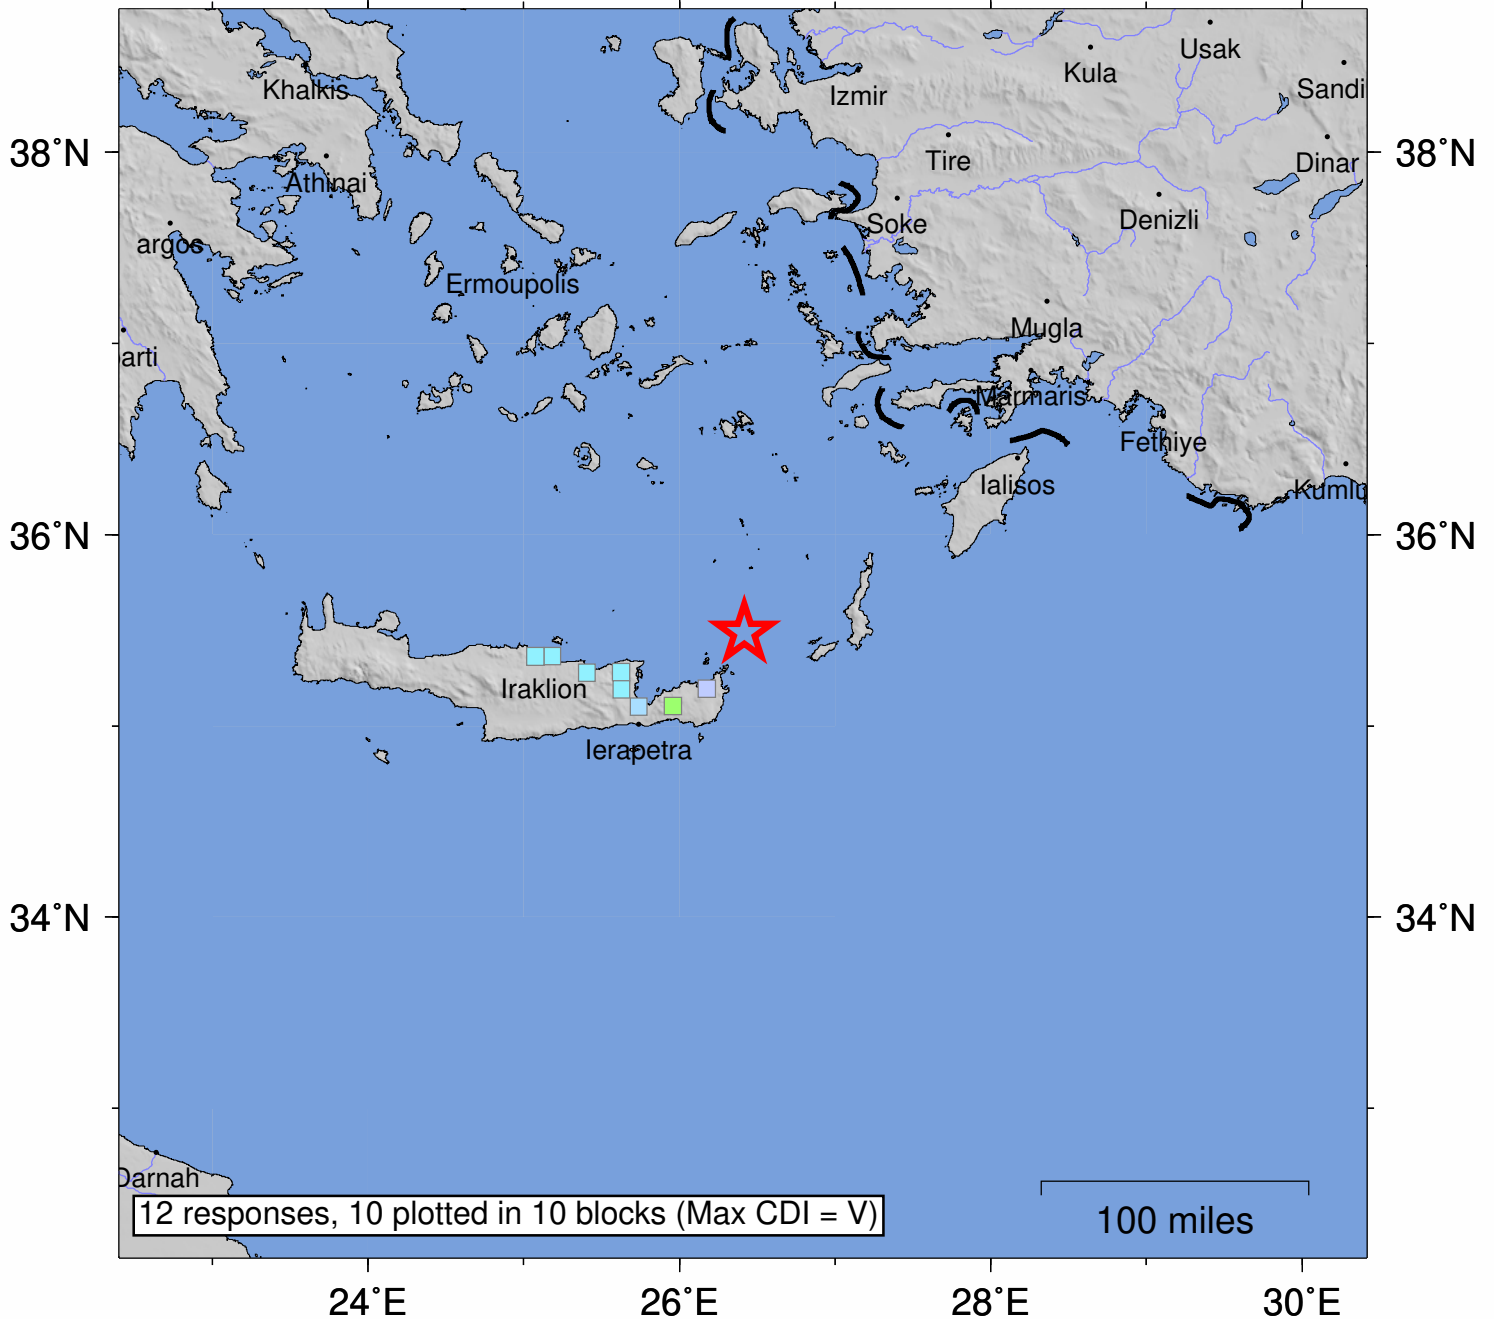 Usak
Kula
Sandi
Khalkis
Izmir
38°N
38°N
Tire
Dinar
Athinai
Denizli
Soke
argos
Ermoupolis
Mugla
arti
Marmaris
Fethiye
Ialisos
Kumlu
36°N
36°N
Iraklion
Ierapetra
34°N
34°N
Darnah
12 responses, 10 plotted in 10 blocks (Max CDI = V)
100 miles
24°E
26°E
28°E
30°E